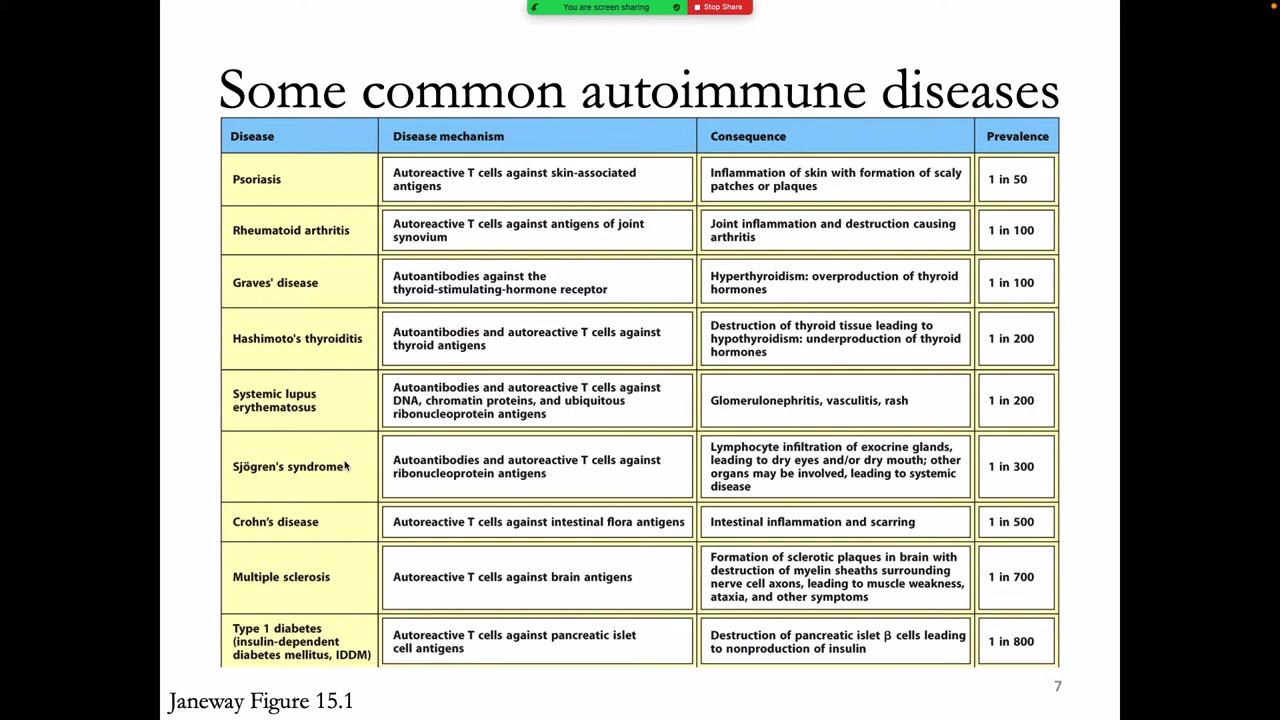 You are screen sharing
Stop Share
Some common autoimmune diseases
Disease
Disease mechanism
Consequence
Prevalence
Psoriasis
Autoreactive T cells against skin-associated
antigens
Inflammation of skin with formation of scaly
patches or plaques
1 in 50
Rheumatoid arthritis
Autoreactive T cells against antigens of joint
synovium
Joint inflammation and destruction causing
arthritis
1 in 100
Graves' disease
Autoantibodies against the
thyroid-stimulating-hormone receptor
Hyperthyroidism: overproduction of thyroid
hormones
1 in 100
Hashimoto's thyroiditis
Autoantibodies and autoreactive T cells against
thyroid antigens
Destruction of thyroid tissue leading to
hypothyroidism: underproduction of thyroid
hormones
1 in 200
Systemic lupus
erythematosus
Autoantibodies and autoreactive T cells against
DNA, chromatin proteins, and ubiquitous
ribonucleoprotein antigens
Glomerulonephritis, vasculitis, rash
1 in 200
Sjögren's syndrome
Autoantibodies and autoreactive T cells against
ribonucleoprotein antigens
Lymphocyte infiltration of exocrine glands,
leading to dry eyes and/or dry mouth; other
organs may be involved, leading to systemic
disease
1 in 300
Crohn's disease
Autoreactive T cells against intestinal flora antigens
Intestinal inflammation and scarring
1 in 500
Multiple sclerosis
Autoreactive T cells against brain antigens
Formation of sclerotic plaques in brain with
destruction of myelin sheaths surrounding
nerve cell axons, leading to muscle weakness,
ataxia, and other symptoms
1 in 700
Type 1 diabetes
(insulin-dependent
diabetes mellitus, IDDM)
Autoreactive T cells against pancreatic islet
cell antigens
Destruction of pancreatic islet β cells leading
to nonproduction of insulin
1 in 800
Janeway Figure 15.1
7